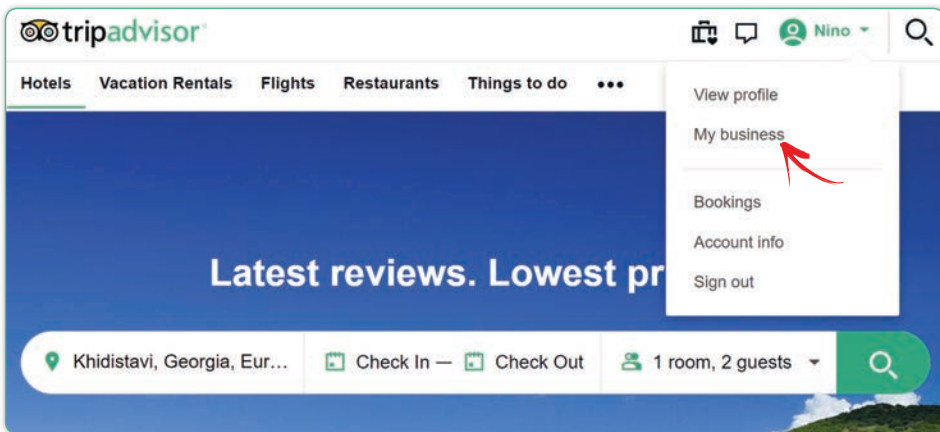 tripadvisor
Nino
Hotels Vacation Rentals Flights Restaurants Things to do •••
View profile
My business
Bookings
Account info
Sign out
Latest reviews. Lowest pr
Khidistavi, Georgia, Eur... Check In — Check Out 1 room, 2 guests